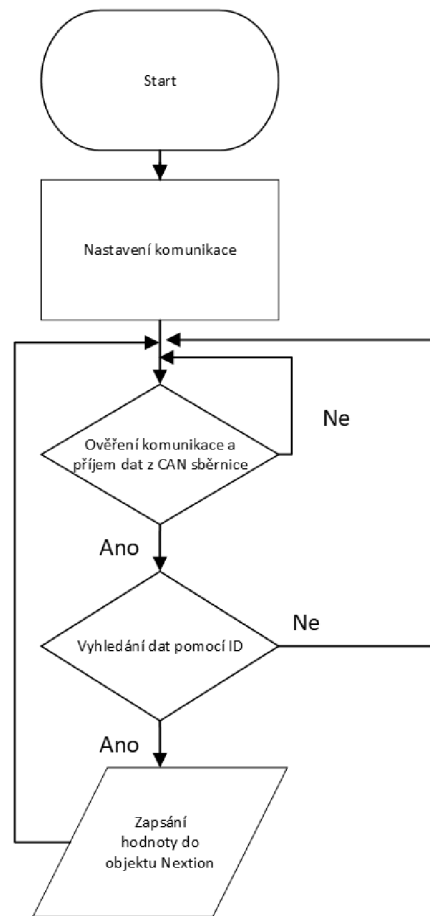 Start
Nastavení komunikace
Ověření komunikace a
příjem dat z CAN sběrnice
Ne
Ano
Vyhledání dat pomocí ID
Ne
Ano
Zapsání
hodnoty do
objektu Nextion